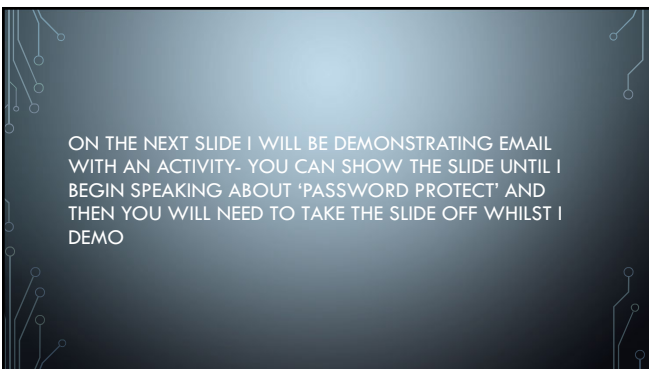 ON THE NEXT SLIDE I WILL BE DEMONSTRATING EMAIL
WITH AN ACTIVITY- YOU CAN SHOW THE SLIDE UNTIL I
BEGIN SPEAKING ABOUT ‘PASSWORD PROTECT’ AND
THEN YOU WILL NEED TO TAKE THE SLIDE OFF WHILST I
DEMO